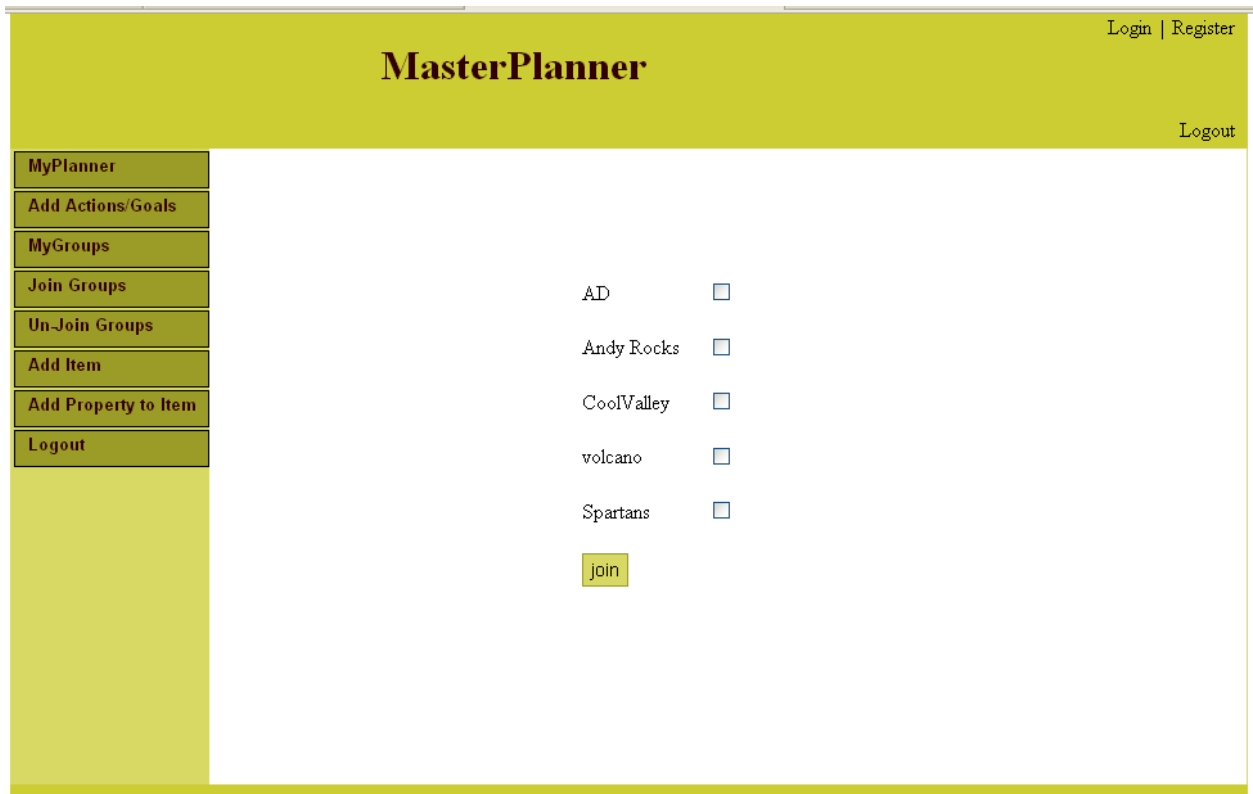 Login | Register
MasterPlanner
Logout
MyPlanner
Add Actions/Goals
MyGroups
Join Groups
Un-Join Groups
Add Item
Add Property to Item
Logout
AD
Andy Rocks
CoolValley
volcano
Spartans
join